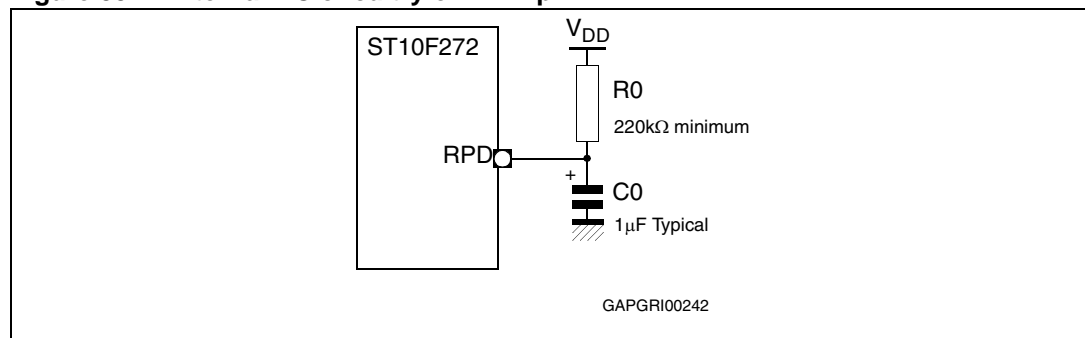 ST10F272
V_DD
R0
220kΩ minimum
RPD
+
C0
1μF Typical
GAPGRI00242